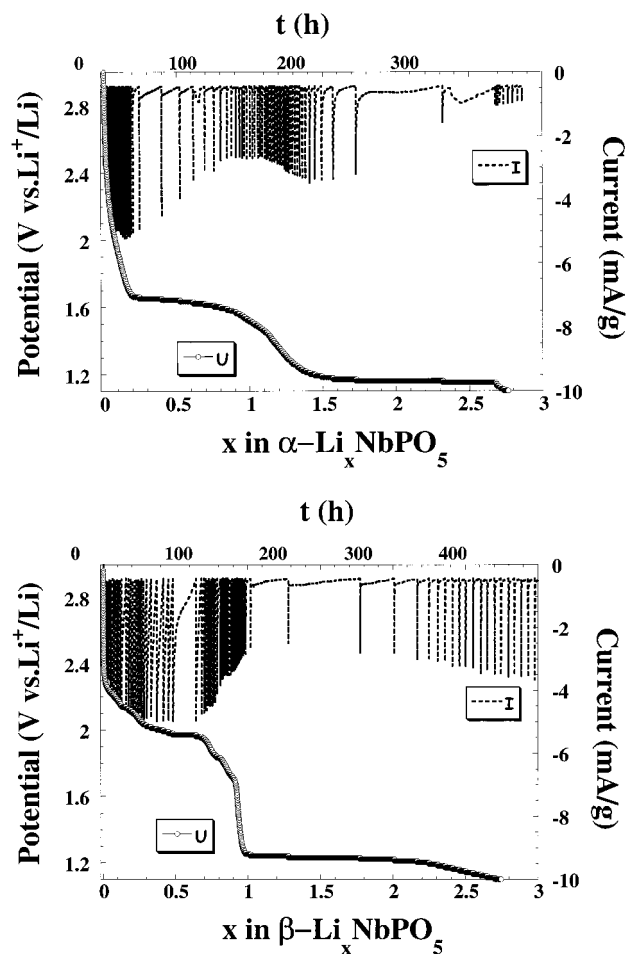 t (h)
0 100 200 300
Potential (V vs.Li⁺/Li)
2.8
2.4
2
1.6
1.2
0
-2
-4
-6
-8
-10
Current (mA/g)
I
U
0 0.5 1 1.5 2 2.5 3
x in α-LiₓNbPO₅
t (h)
0 100 200 300 400
Potential (V vs.Li⁺/Li)
2.8
2.4
2
1.6
1.2
0
-2
-4
-6
-8
-10
Current (mA/g)
I
U
0 0.5 1 1.5 2 2.5 3
x in β-LiₓNbPO₅